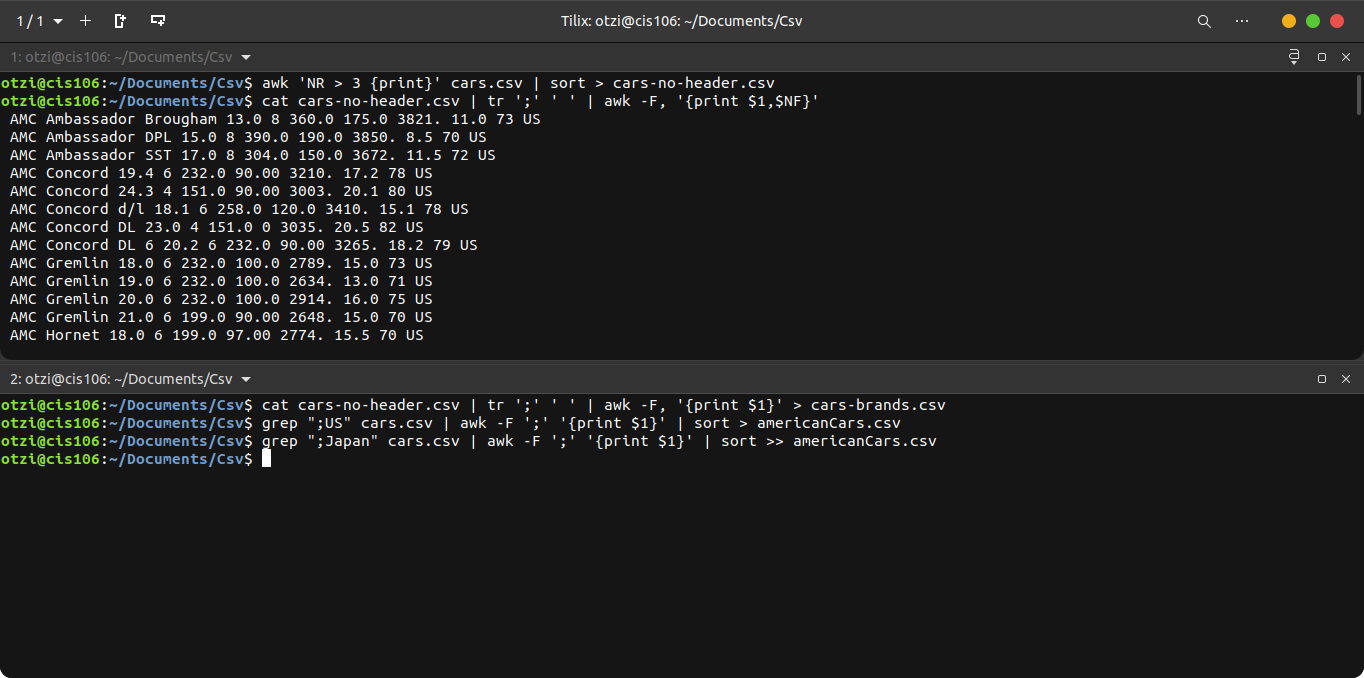 1 / 1 Tilix: otzi@cis106: ~/Documents/Csv
1: otzi@cis106: ~/Documents/Csv
otzi@cis106:~/Documents/Csv$ awk 'NR > 3 {print}' cars.csv | sort > cars-no-header.csv
otzi@cis106:~/Documents/Csv$ cat cars-no-header.csv | tr ';' ' ' | awk -F, '{print $1,$NF}'
AMC Ambassador Brougham 13.0 8 360.0 175.0 3821. 11.0 73 US
AMC Ambassador DPL 15.0 8 390.0 190.0 3850. 8.5 70 US
AMC Ambassador SST 17.0 8 304.0 150.0 3672. 11.5 72 US
AMC Concord 19.4 6 232.0 90.00 3210. 17.2 78 US
AMC Concord 24.3 4 151.0 90.00 3003. 20.1 80 US
AMC Concord d/l 18.1 6 258.0 120.0 3410. 15.1 78 US
AMC Concord DL 23.0 4 151.0 0 3035. 20.5 82 US
AMC Concord DL 6 20.2 6 232.0 90.00 3265. 18.2 79 US
AMC Gremlin 18.0 6 232.0 100.0 2789. 15.0 73 US
AMC Gremlin 19.0 6 232.0 100.0 2634. 13.0 71 US
AMC Gremlin 20.0 6 232.0 100.0 2914. 16.0 75 US
AMC Gremlin 21.0 6 199.0 90.00 2648. 15.0 70 US
AMC Hornet 18.0 6 199.0 97.00 2774. 15.5 70 US
2: otzi@cis106: ~/Documents/Csv
otzi@cis106:~/Documents/Csv$ cat cars-no-header.csv | tr ';' ' ' | awk -F, '{print $1}' > cars-brands.csv
otzi@cis106:~/Documents/Csv$ grep ";US" cars.csv | awk -F ';' '{print $1}' | sort > americanCars.csv
otzi@cis106:~/Documents/Csv$ grep ";Japan" cars.csv | awk -F ';' '{print $1}' | sort >> americanCars.csv
otzi@cis106:~/Documents/Csv$